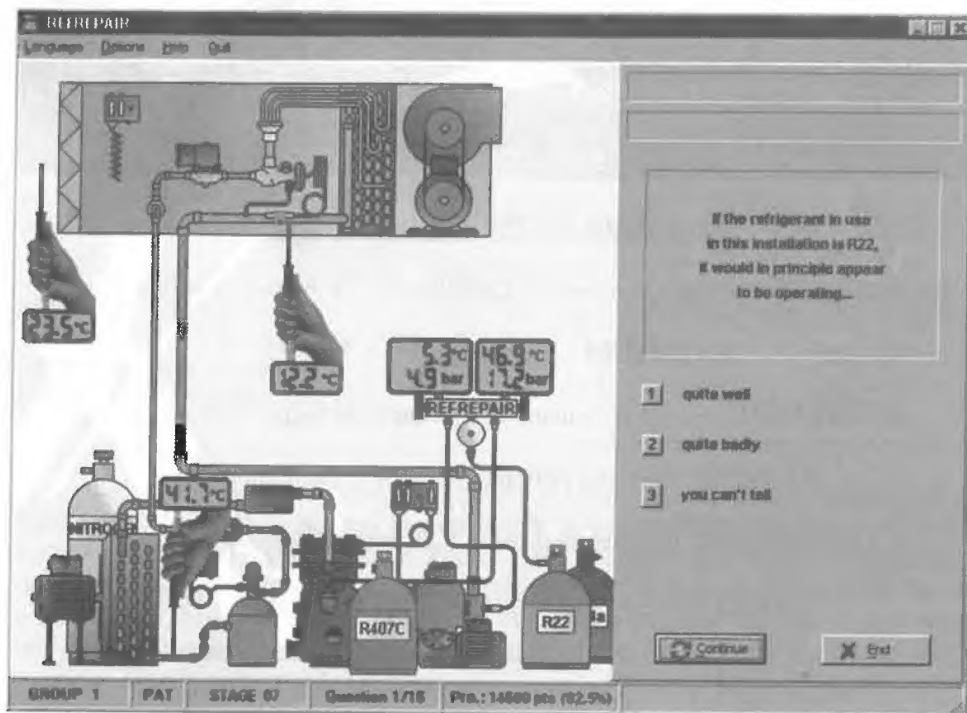 REFREPAIR
Language Options Help Quit
23.5 °C
12.2 °C
5.3 °C
4.9 bar
46.9 °C
17.2 bar
REFREPAIR
41.7 °C
NITROGEN
R407C
R22
If the refrigerant in use
in this installation is R22,
it would in principle appear
to be operating...
1 quite well
2 quite badly
3 you can't tell
Continue
End
GROUP 1 PAT STAGE 07 Question 1/15 Pro.: 14600 pts (92.5%)